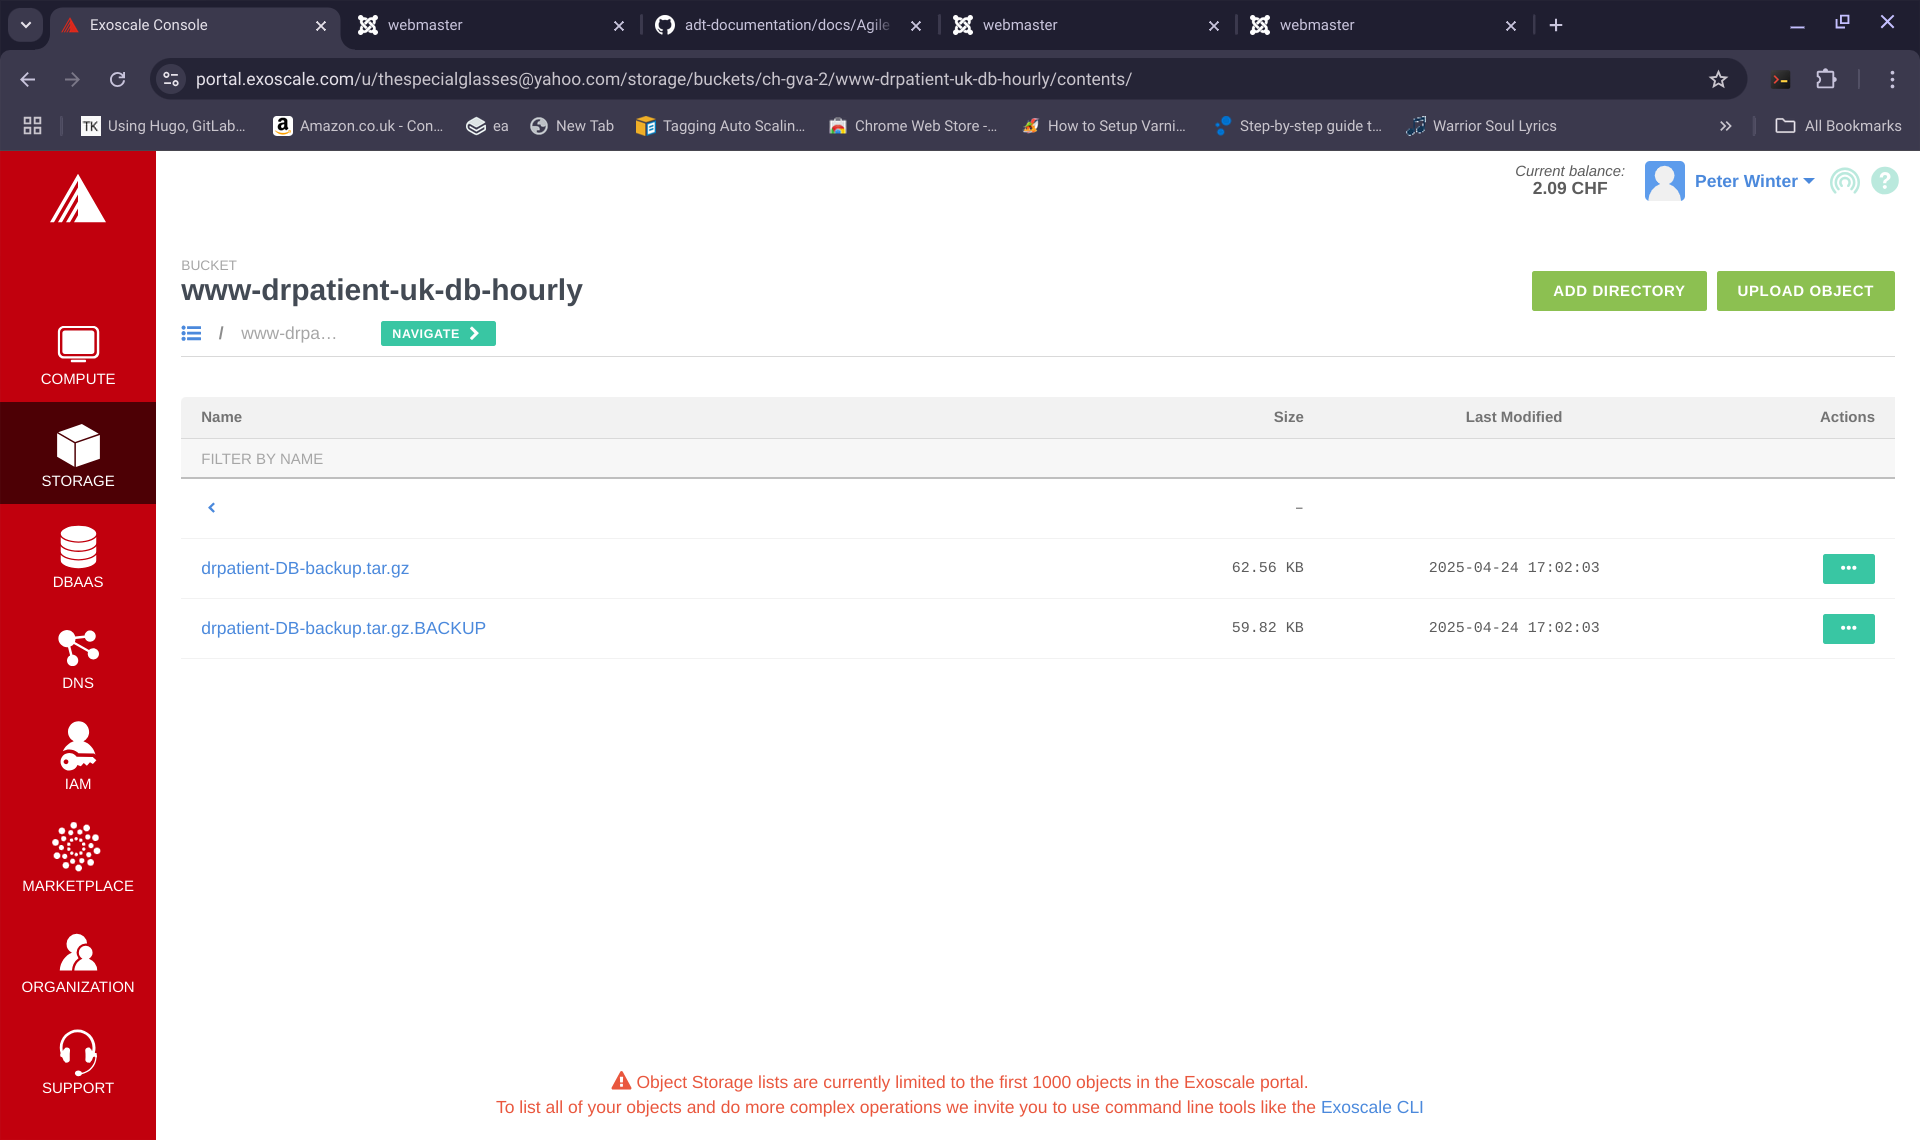 Exoscale Console
webmaster
adt-documentation/docs/Agile
webmaster
webmaster
portal.exoscale.com/u/thespecialglasses@yahoo.com/storage/buckets/ch-gva-2/www-drpatient-uk-db-hourly/contents/
TK
Using Hugo, GitLab...
a
Amazon.co.uk - Con...
ea
New Tab
Tagging Auto Scalin...
Chrome Web Store -...
How to Setup Varni...
Step-by-step guide t...
Warrior Soul Lyrics
All Bookmarks
Current balance:
2.09 CHF
Peter Winter
?
BUCKET
www-drpatient-uk-db-hourly
ADD DIRECTORY
UPLOAD OBJECT
/ www-drpa…
NAVIGATE
COMPUTE
STORAGE
DBAAS
DNS
IAM
MARKETPLACE
ORGANIZATION
SUPPORT
Name Size Last Modified Actions
FILTER BY NAME
–
drpatient-DB-backup.tar.gz 62.56 KB 2025-04-24 17:02:03
drpatient-DB-backup.tar.gz.BACKUP 59.82 KB 2025-04-24 17:02:03
Object Storage lists are currently limited to the first 1000 objects in the Exoscale portal.
To list all of your objects and do more complex operations we invite you to use command line tools like the Exoscale CLI